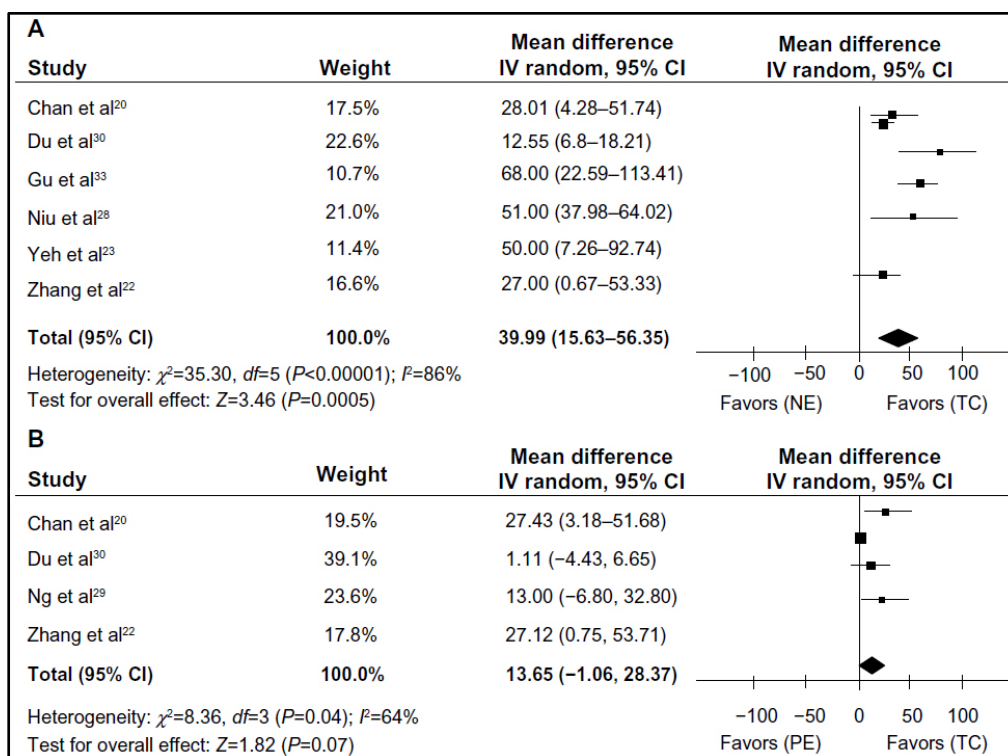 A
Mean difference Mean difference
Study Weight IV random, 95% CI IV random, 95% CI
Chan et al20 17.5% 28.01 (4.28–51.74)
Du et al30 22.6% 12.55 (6.8–18.21)
Gu et al33 10.7% 68.00 (22.59–113.41)
Niu et al28 21.0% 51.00 (37.98–64.02)
Yeh et al23 11.4% 50.00 (7.26–92.74)
Zhang et al22 16.6% 27.00 (0.67–53.33)
Total (95% CI) 100.0% 39.99 (15.63–56.35)
Heterogeneity: χ²=35.30, df=5 (P<0.00001); I²=86%
Test for overall effect: Z=3.46 (P=0.0005)
−100 −50 0 50 100
Favors (NE) Favors (TC)
B
Mean difference Mean difference
Study Weight IV random, 95% CI IV random, 95% CI
Chan et al20 19.5% 27.43 (3.18–51.68)
Du et al30 39.1% 1.11 (−4.43, 6.65)
Ng et al29 23.6% 13.00 (−6.80, 32.80)
Zhang et al22 17.8% 27.12 (0.75, 53.71)
Total (95% CI) 100.0% 13.65 (−1.06, 28.37)
Heterogeneity: χ²=8.36, df=3 (P=0.04); I²=64%
Test for overall effect: Z=1.82 (P=0.07)
−100 −50 0 50 100
Favors (PE) Favors (TC)